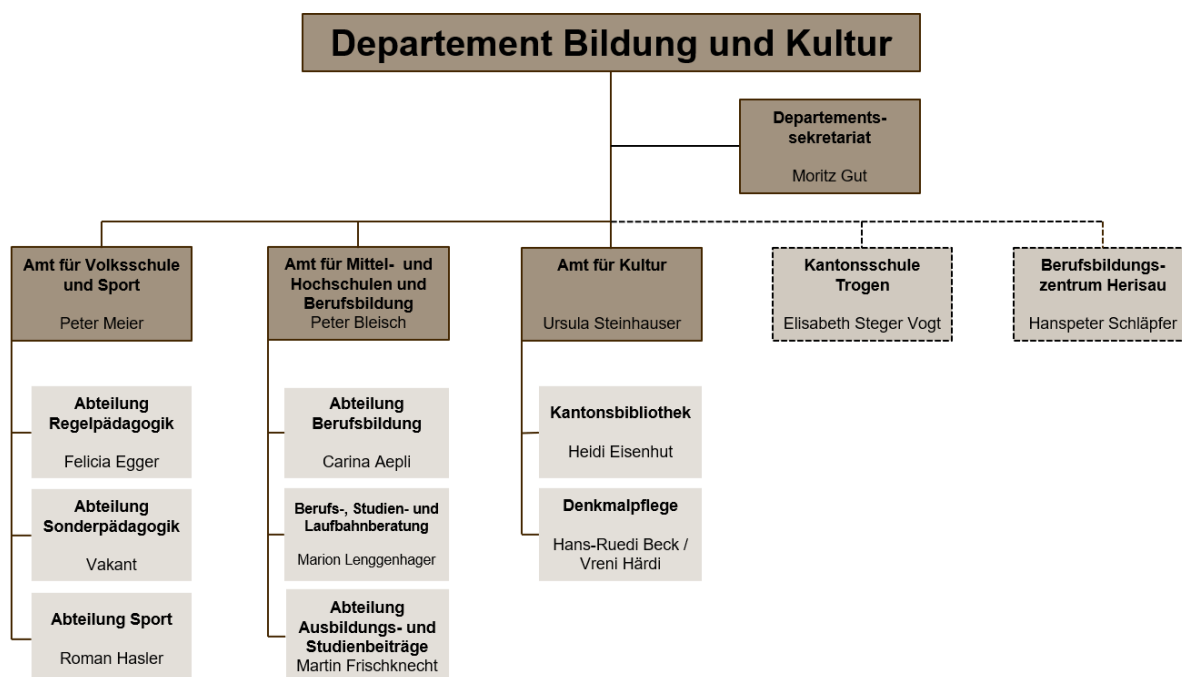 Departement Bildung und Kultur
Departements-
sekretariat
Moritz Gut
Amt für Volksschule
und Sport
Peter Meier
Amt für Mittel- und
Hochschulen und
Berufsbildung
Peter Bleisch
Amt für Kultur
Ursula Steinhauser
Kantonsschule
Trogen
Elisabeth Steger Vogt
Berufsbildungs-
zentrum Herisau
Hanspeter Schläpfer
Abteilung
Regelpädagogik
Felicia Egger
Abteilung
Sonderpädagogik
Vakant
Abteilung Sport
Roman Hasler
Abteilung
Berufsbildung
Carina Aepli
Berufs-, Studien- und
Laufbahnberatung
Marion Lenggenhager
Abteilung
Ausbildungs- und
Studienbeiträge
Martin Frischknecht
Kantonsbibliothek
Heidi Eisenhut
Denkmalpflege
Hans-Ruedi Beck /
Vreni Härdi